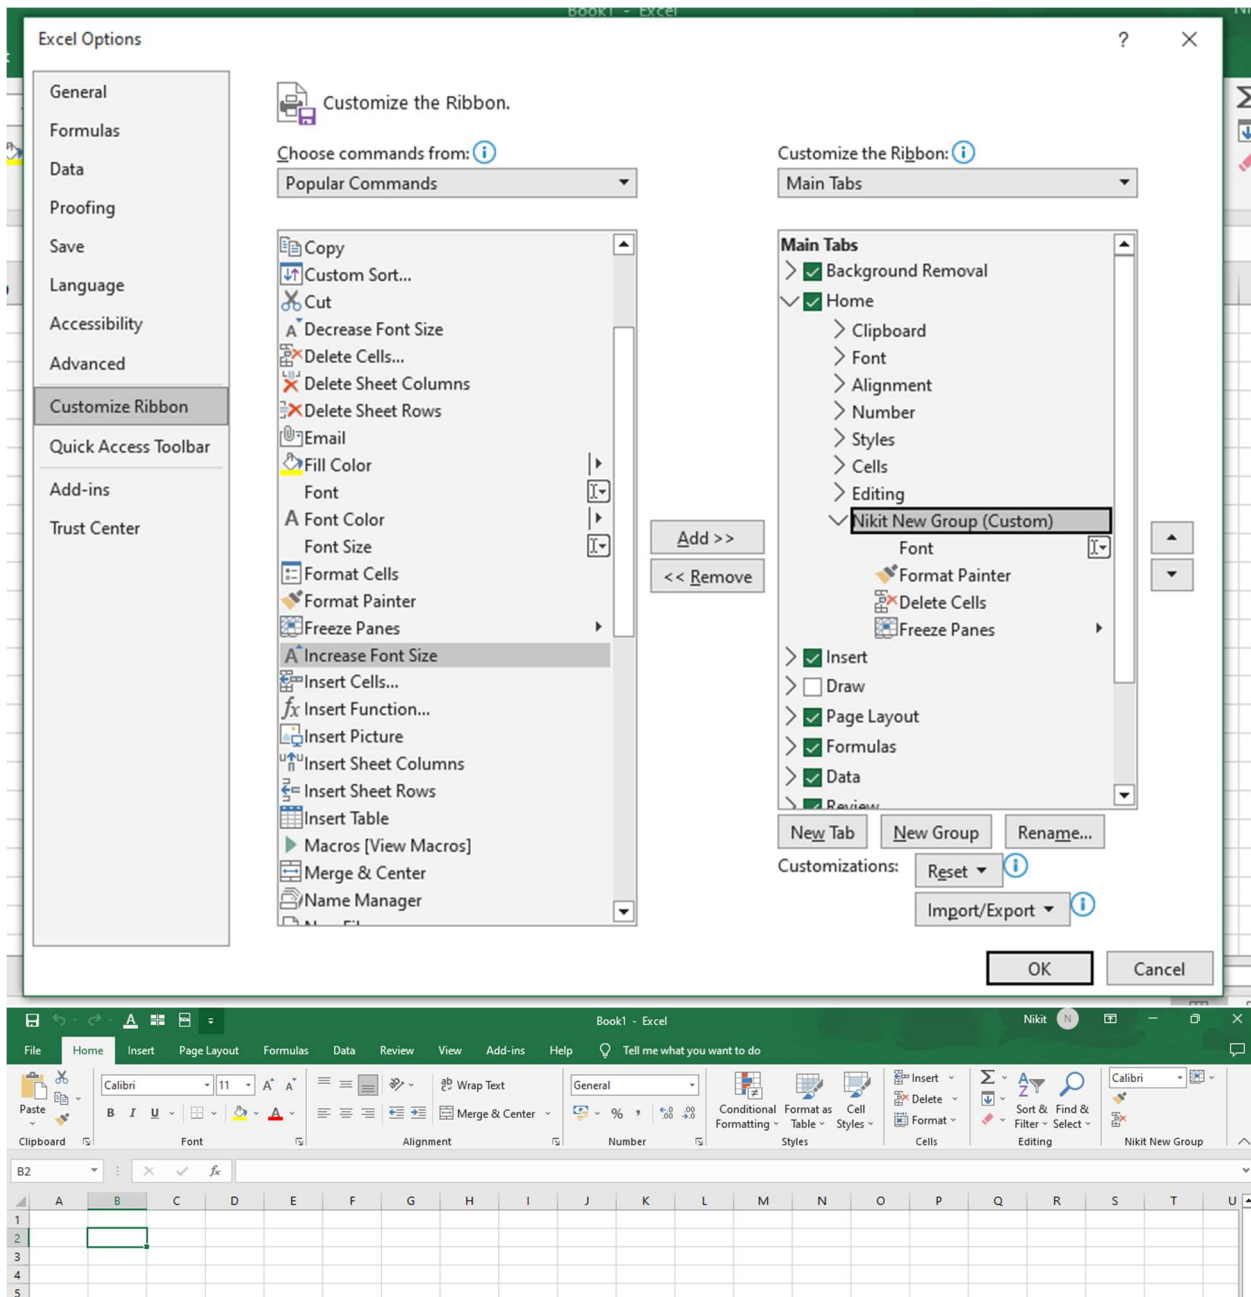 Book1 - Excel
Excel Options
?
General
Formulas
Data
Proofing
Save
Language
Accessibility
Advanced
Customize Ribbon
Quick Access Toolbar
Add-ins
Trust Center
Customize the Ribbon.
Choose commands from:
Popular Commands
Copy
Custom Sort...
Cut
Decrease Font Size
Delete Cells...
Delete Sheet Columns
Delete Sheet Rows
Email
Fill Color
Font
Font Color
Font Size
Format Cells
Format Painter
Freeze Panes
Increase Font Size
Insert Cells...
Insert Function...
Insert Picture
Insert Sheet Columns
Insert Sheet Rows
Insert Table
Macros [View Macros]
Merge & Center
Name Manager
Add >>
<< Remove
Customize the Ribbon:
Main Tabs
Main Tabs
Background Removal
Home
Clipboard
Font
Alignment
Number
Styles
Cells
Editing
Nikit New Group (Custom)
Font
Format Painter
Delete Cells
Freeze Panes
Insert
Draw
Page Layout
Formulas
Data
Review
New Tab New Group Rename...
Customizations: Reset
Import/Export
OK Cancel
Book1 - Excel Nikit N
File Home Insert Page Layout Formulas Data Review View Add-ins Help Tell me what you want to do
Paste
Clipboard
Calibri 11 A A
B I U A
Font
ab Wrap Text
Merge & Center
Alignment
General
% ,
Number
Conditional Formatting
Format as Table
Cell Styles
Styles
Insert
Delete
Format
Cells
Sort & Filter
Find & Select
Editing
Calibri
Nikit New Group
B2 fx
A B C D E F G H I J K L M N O P Q R S T U
1
2
3
4
5